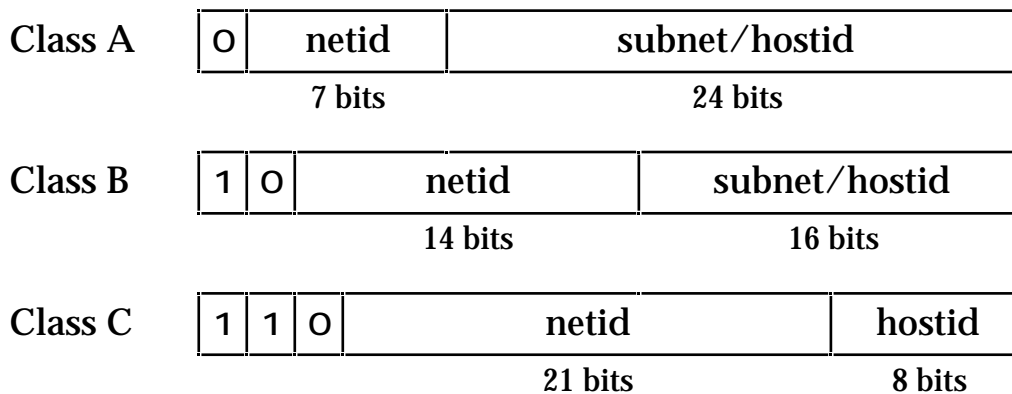 Class A 0 netid subnet/hostid
7 bits 24 bits
Class B 1 0 netid subnet/hostid
14 bits 16 bits
Class C 1 1 0 netid hostid
21 bits 8 bits